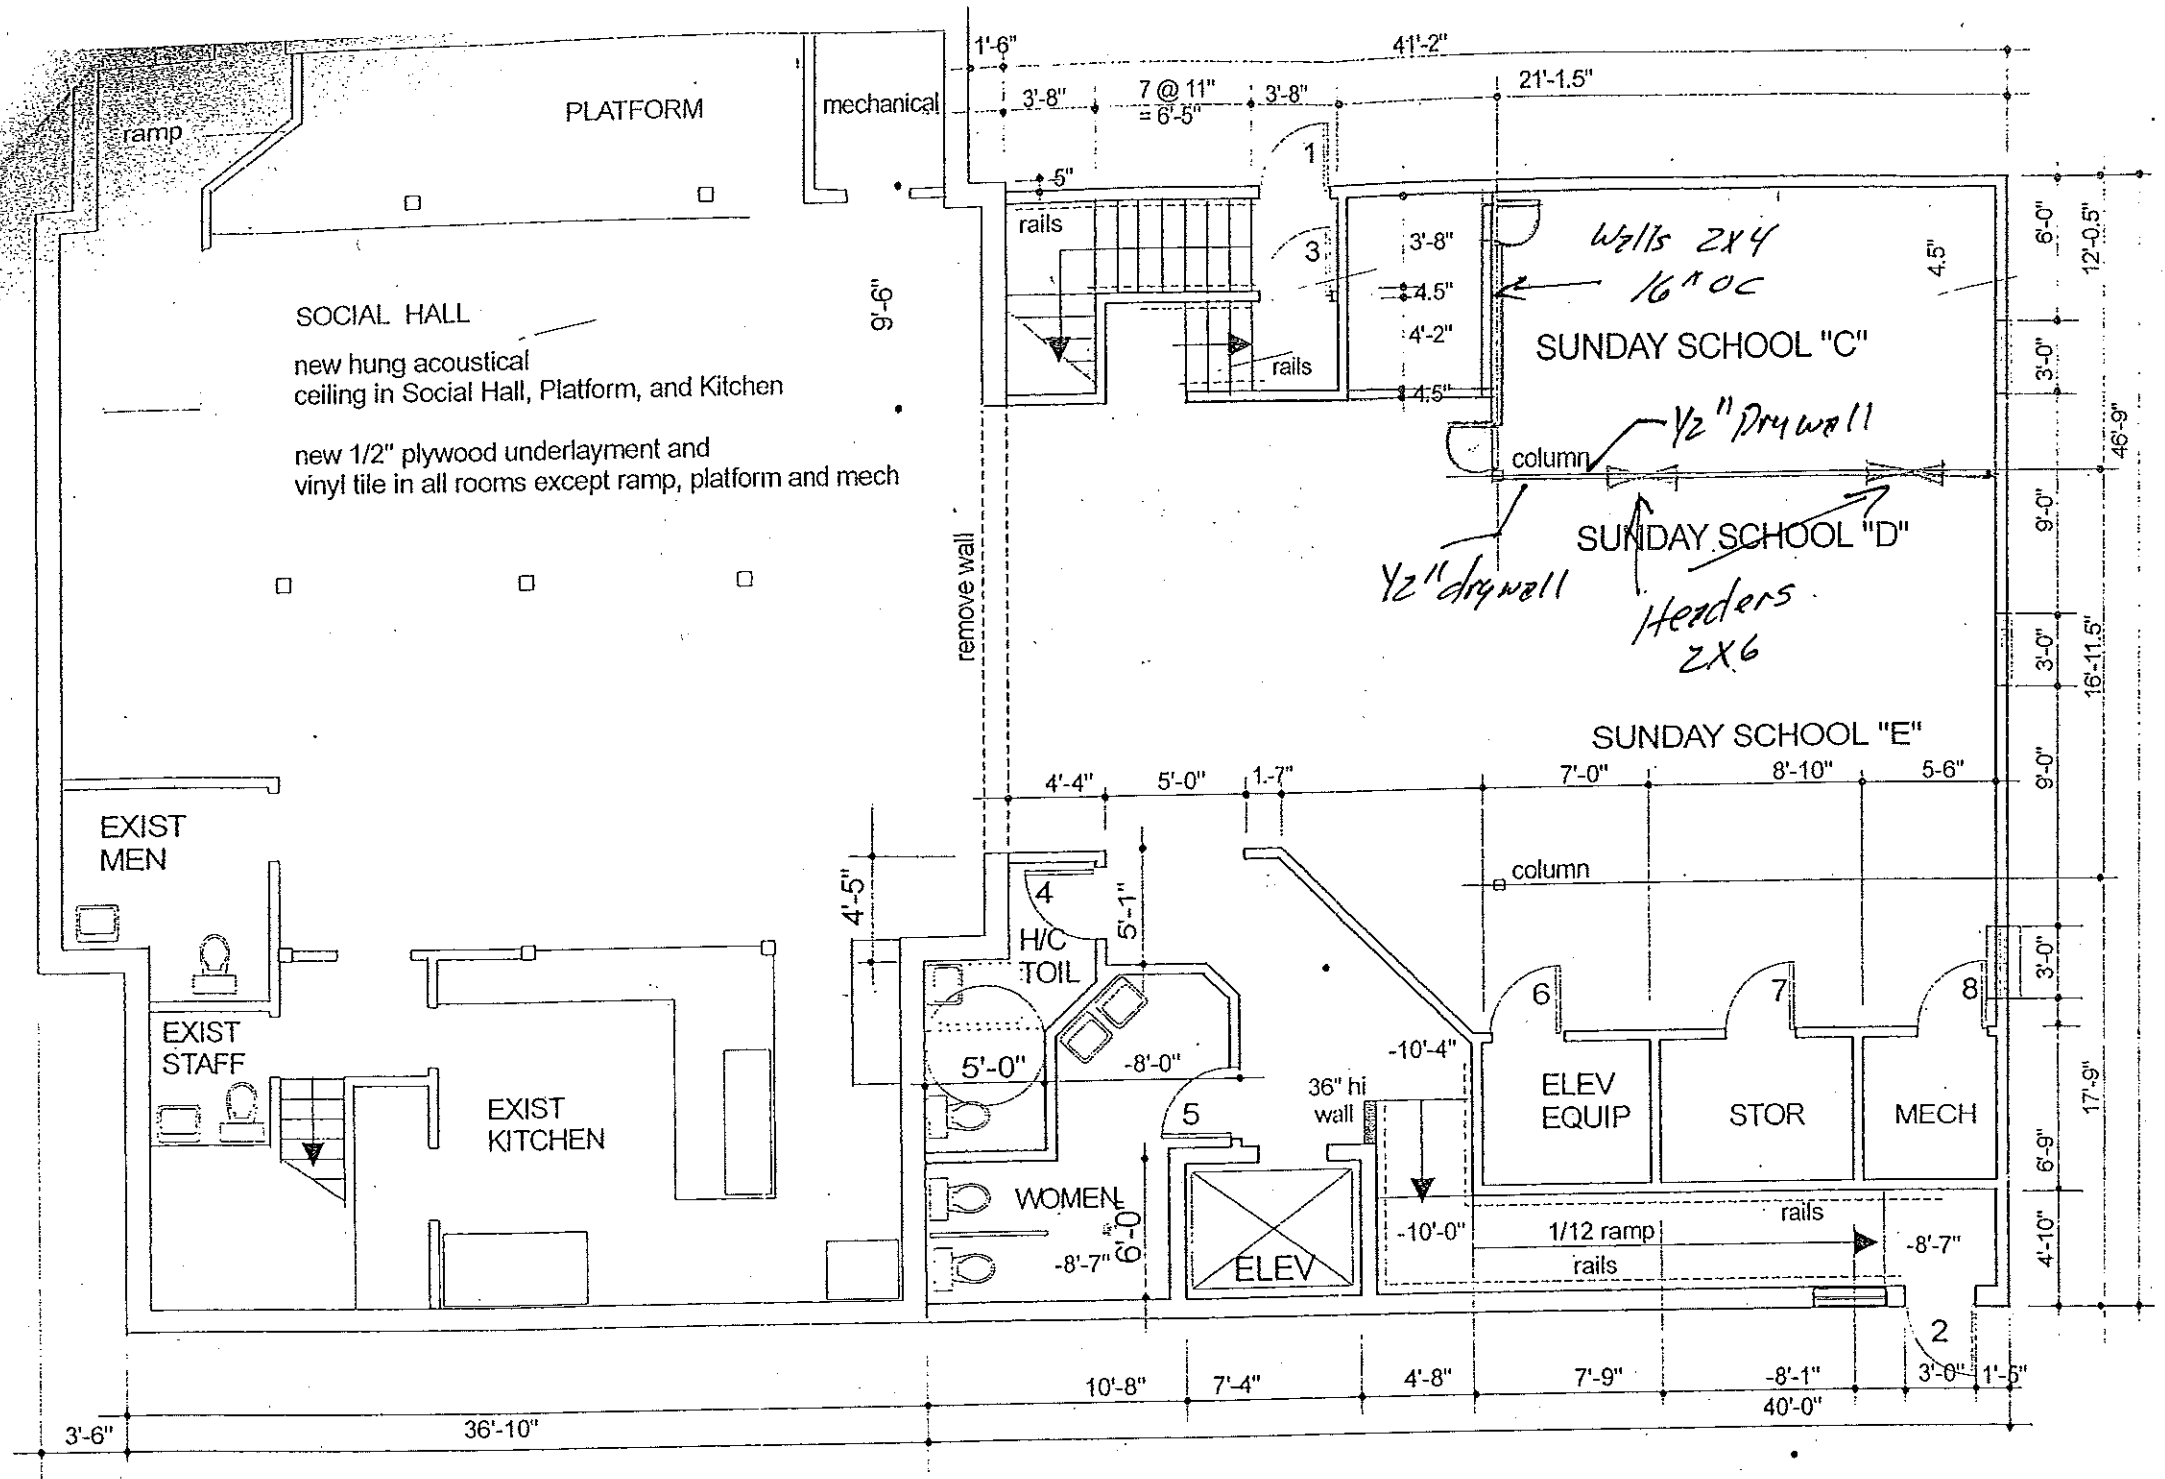 1'-6"
41'-2"
3'-8"
7 @ 11"
= 6'-5"
3'-8"
21'-1.5"
PLATFORM
mechanical
ramp
1
5"
rails
3
3'-8"
4.5"
4'-2"
4.5"
rails
Walls 2x4
16" OC
4.5"
6'-0"
12'-0.5"
3'-0"
46'-9"
9'-6"
SOCIAL HALL
new hung acoustical
ceiling in Social Hall, Platform, and Kitchen
new 1/2" plywood underlayment and
vinyl tile in all rooms except ramp, platform and mech
SUNDAY SCHOOL "C"
1/2" Drywall
column
SUNDAY SCHOOL "D"
1/2" drywall
Headers
2x6
remove wall
9'-0"
3'-0"
16'-11.5"
9'-0"
SUNDAY SCHOOL "E"
4'-4"
5'-0"
1.-7"
7'-0"
8'-10"
5-6"
EXIST
MEN
4'-5"
4
5'-1"
column
H/C
TOIL
6
7
8
3'-0"
EXIST
STAFF
5'-0"
-8'-0"
-10'-4"
36" hi
wall
5
ELEV
EQUIP
STOR
MECH
17'-9"
EXIST
KITCHEN
6'-9"
WOMEN
6'-0"
-8'-7"
ELEV
-10'-0"
1/12 ramp
rails
rails
-8'-7"
4'-10"
2
10'-8"
7'-4"
4'-8"
7'-9"
-8'-1"
3'-0"
1'-5"
40'-0"
3'-6"
36'-10"